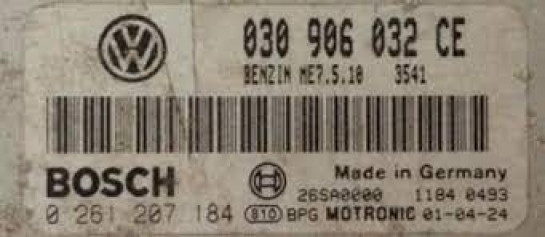 030 906 032 CE
BENZIN ME7.5.10 3541
BOSCH Made in Germany
26SA0000 1184 0493
0 261 207 184 810 BPG MOTRONIC 01-04-24